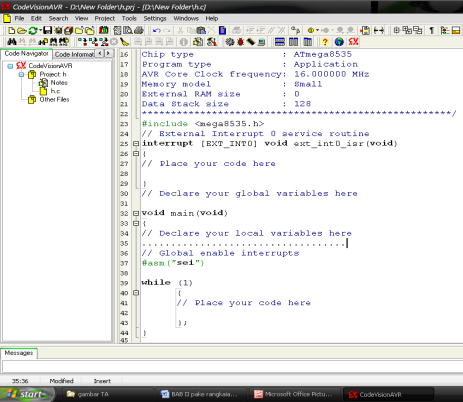 CodeVisionAVR - D:\New Folder\h.prj - [D:\New Folder\h.c]
File Edit Search View Project Tools Settings Windows Help
Code Navigator Code Informat
CodeVisionAVR
Project: h
Notes
h.c
Other Files
16 Chip type : ATmega8535
17 Program type : Application
18 AVR Core Clock frequency: 16.000000 MHz
19 Memory model : Small
20 External RAM size : 0
21 Data Stack size : 128
22 *****************************************************/
23 #include <mega8535.h>
24 // External Interrupt 0 service routine
25 interrupt [EXT_INT0] void ext_int0_isr(void)
26 {
27 // Place your code here
28
29 }
30 // Declare your global variables here
31
32 void main(void)
33 {
34 // Declare your local variables here
35 ..................................
36 // Global enable interrupts
37 #asm("sei")
38
39 while (1)
40 {
41 // Place your code here
42
43 };
44 }
45
Messages
35:36 Modified Insert
start gambar TA BAB II pake rangkaia... Microsoft Office Pictu... CodeVisionAVR